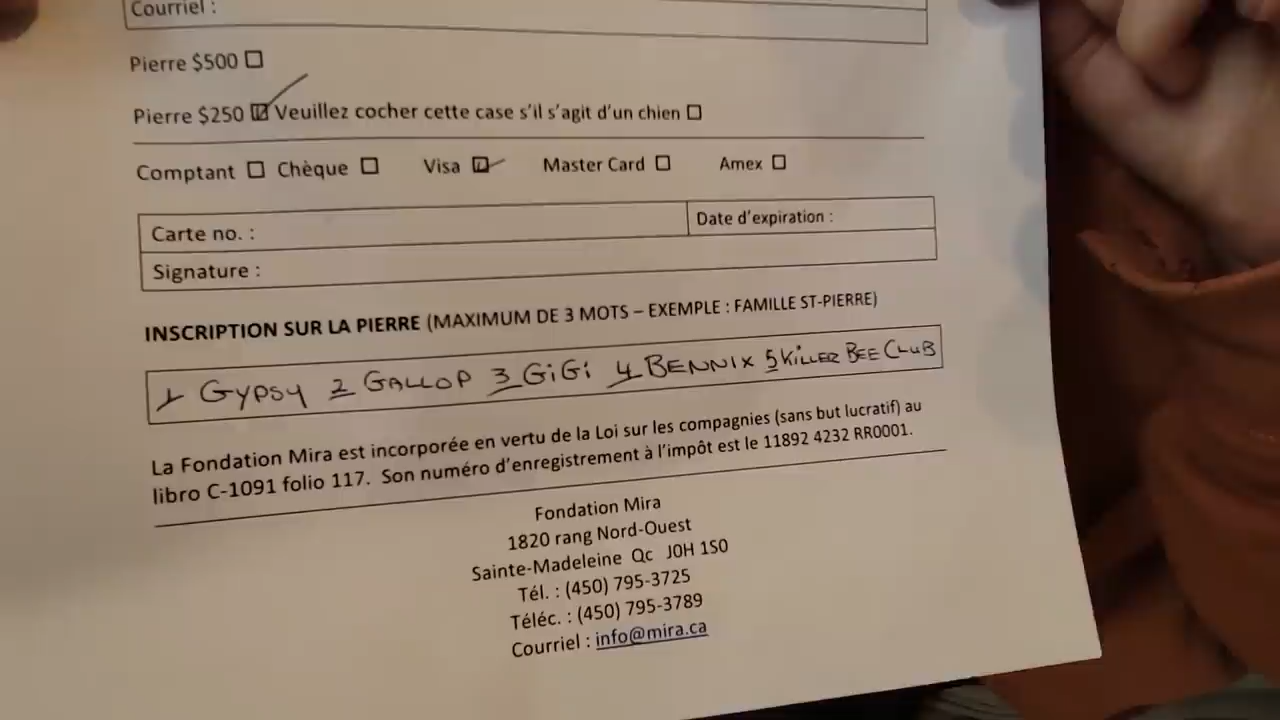 Courriel :
Pierre $500 ☐
Pierre $250 ☑ Veuillez cocher cette case s'il s'agit d'un chien ☐
Comptant ☐ Chèque ☐ Visa ☑ Master Card ☐ Amex ☐
Carte no. : Date d'expiration :
Signature :
INSCRIPTION SUR LA PIERRE (MAXIMUM DE 3 MOTS – EXEMPLE : FAMILLE ST-PIERRE)
1 GYPSY 2 GALLOP 3 GiGi 4 BENNIX 5 KiLLER BEE CLUB
La Fondation Mira est incorporée en vertu de la Loi sur les compagnies (sans but lucratif) au
libro C-1091 folio 117. Son numéro d'enregistrement à l'impôt est le 11892 4232 RR0001.
Fondation Mira
1820 rang Nord-Ouest
Sainte-Madeleine Qc J0H 1S0
Tél. : (450) 795-3725
Téléc. : (450) 795-3789
Courriel : info@mira.ca